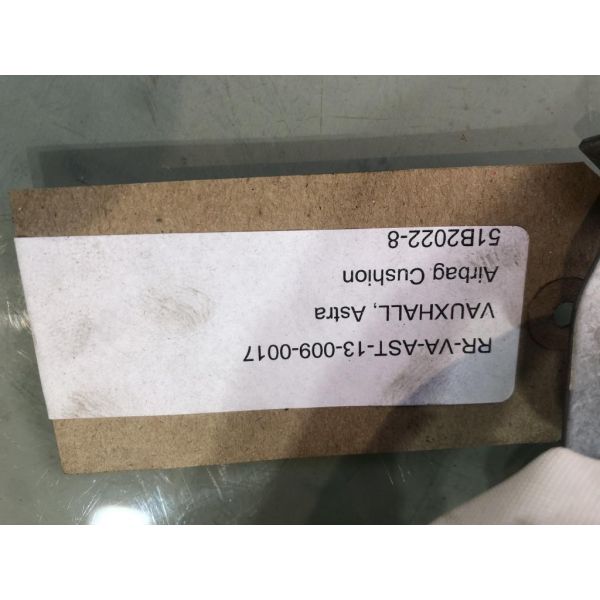 RR-VA-AST-13-009-0017
VAUXHALL, Astra
Airbag Cushion
51B2022-8